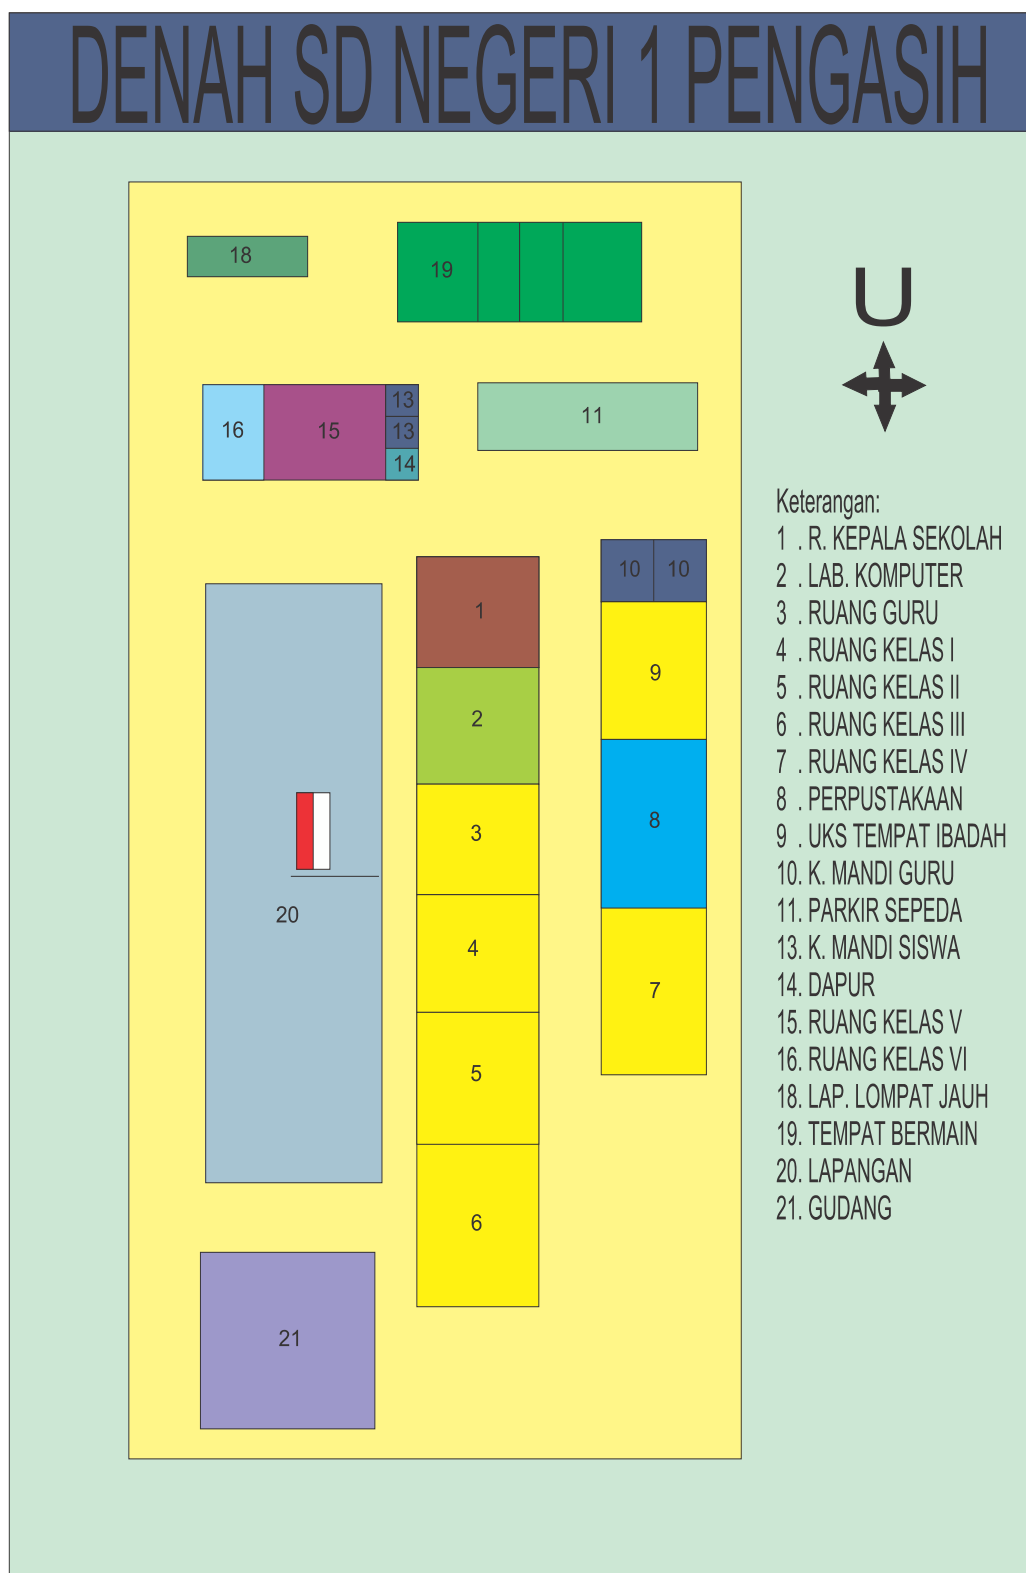 DENAH SD NEGERI 1 PENGASIH
18
19
U
16
15
13
13
14
11
Keterangan:
1 . R. KEPALA SEKOLAH
2 . LAB. KOMPUTER
3 . RUANG GURU
4 . RUANG KELAS I
5 . RUANG KELAS II
6 . RUANG KELAS III
7 . RUANG KELAS IV
8 . PERPUSTAKAAN
9 . UKS TEMPAT IBADAH
10. K. MANDI GURU
11. PARKIR SEPEDA
13. K. MANDI SISWA
14. DAPUR
15. RUANG KELAS V
16. RUANG KELAS VI
18. LAP. LOMPAT JAUH
19. TEMPAT BERMAIN
20. LAPANGAN
21. GUDANG
10 10
1
9
2
8
3
20
4
7
5
6
21